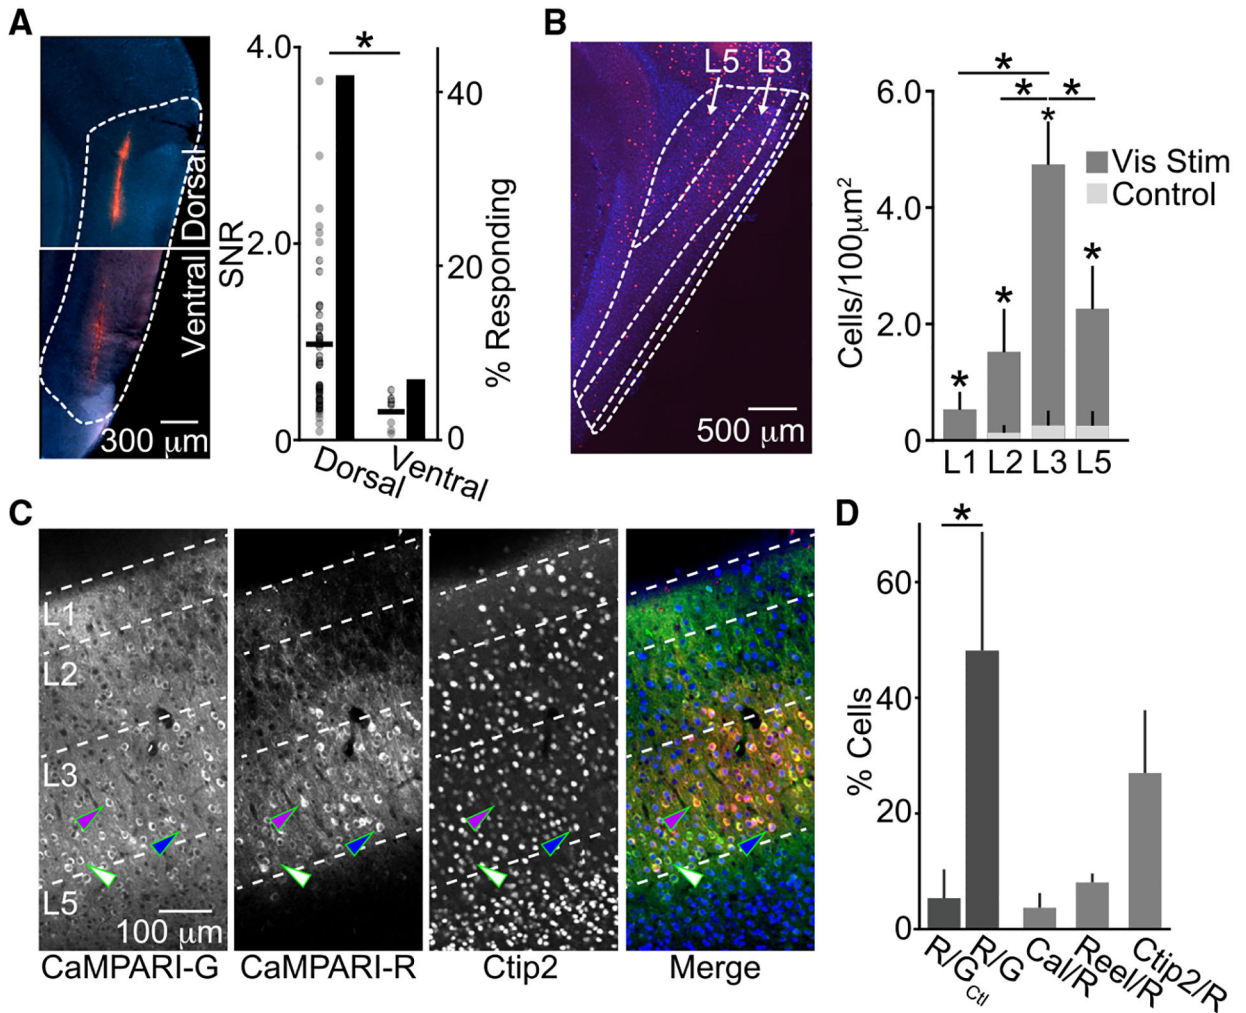 A
Dorsal
Ventral
300 μm
SNR
4.0
2.0
0
*
40
20
0
% Responding
Dorsal
Ventral
B
L5
L3
500 μm
Cells/100μm²
6.0
4.0
2.0
0
*
*
*
*
*
*
*
*
Vis Stim
Control
L1
L2
L3
L5
C
L1
L2
L3
L5
100 μm
CaMPARI-G
CaMPARI-R
Ctip2
Merge
D
*
% Cells
60
40
20
0
R/G Ctl
R/G
Cal/R
Reel/R
Ctip2/R